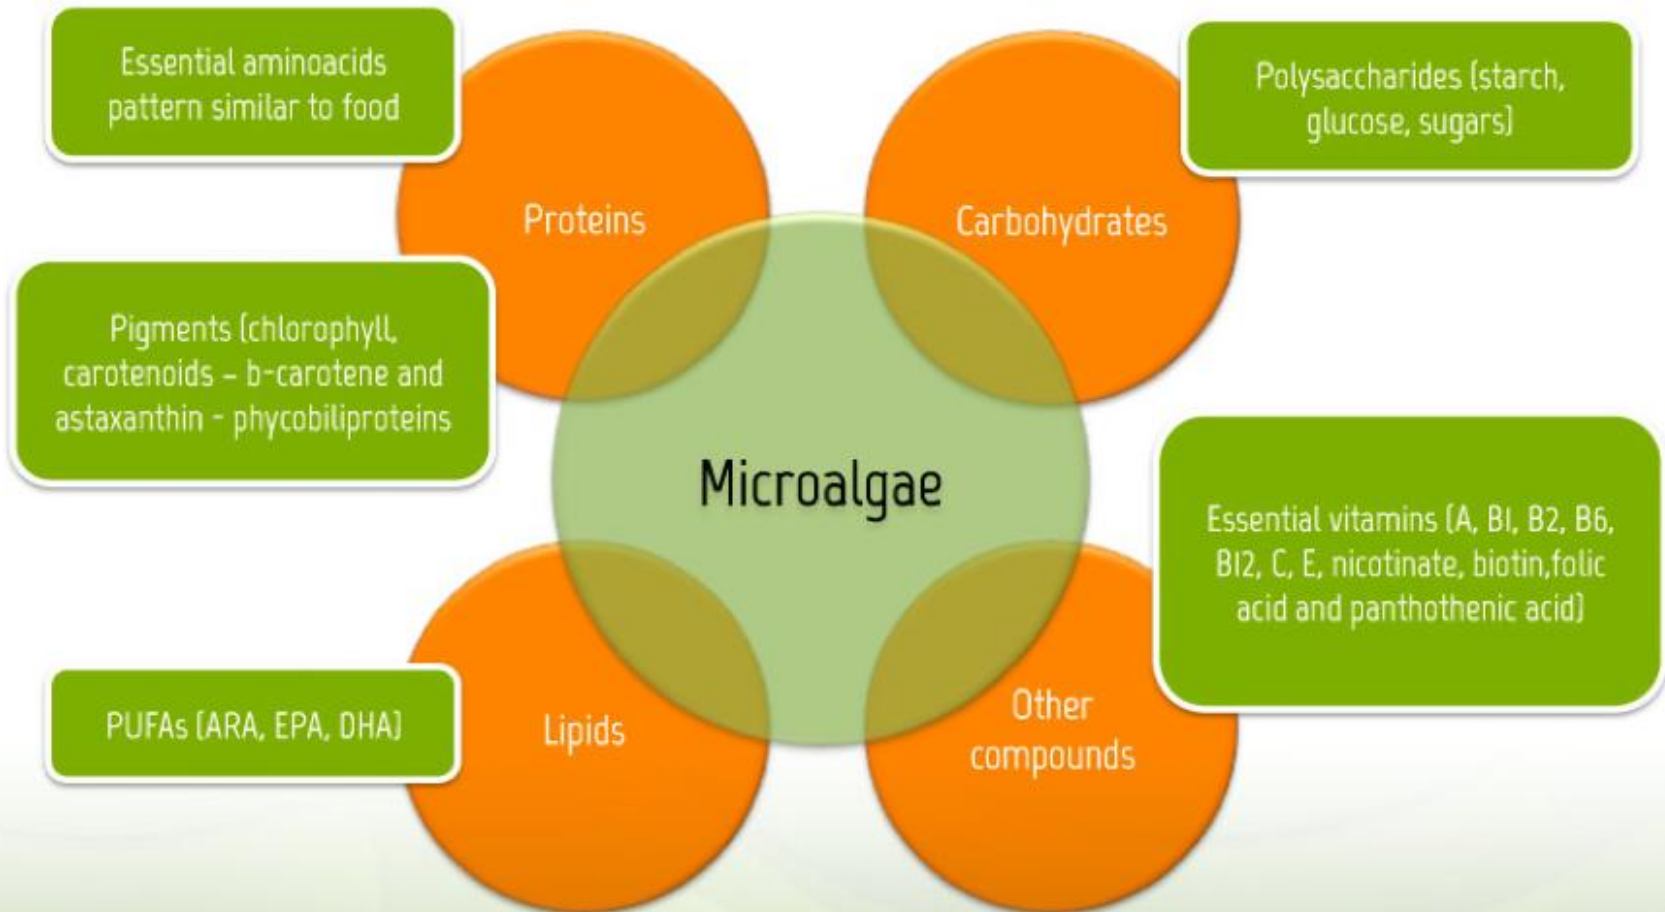 Essential aminoacids
pattern similar to food
Polysaccharides (starch,
glucose, sugars)
Proteins
Carbohydrates
Pigments (chlorophyll,
carotenoids – b-carotene and
astaxanthin - phycobiliproteins
Microalgae
Essential vitamins (A, B1, B2, B6,
B12, C, E, nicotinate, biotin,folic
acid and panthothenic acid)
PUFAs (ARA, EPA, DHA)
Lipids
Other
compounds